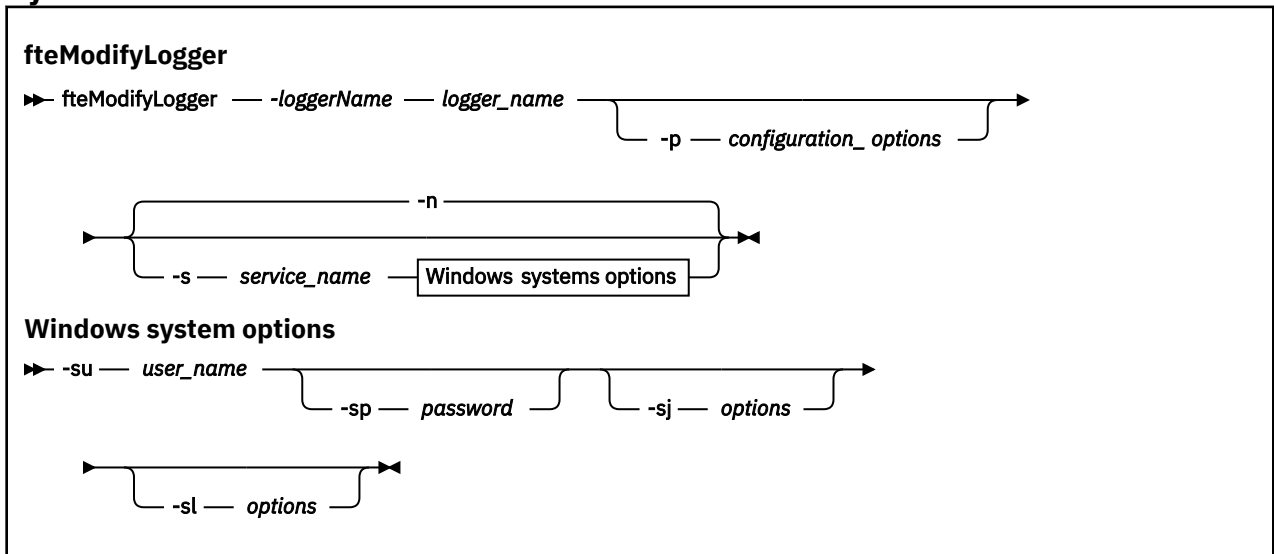 fteModifyLogger
fteModifyLogger -loggerName logger_name
-p configuration_ options
-n
-s service_name Windows systems options
Windows system options
-su user_name
-sp password -sj options
-sl options